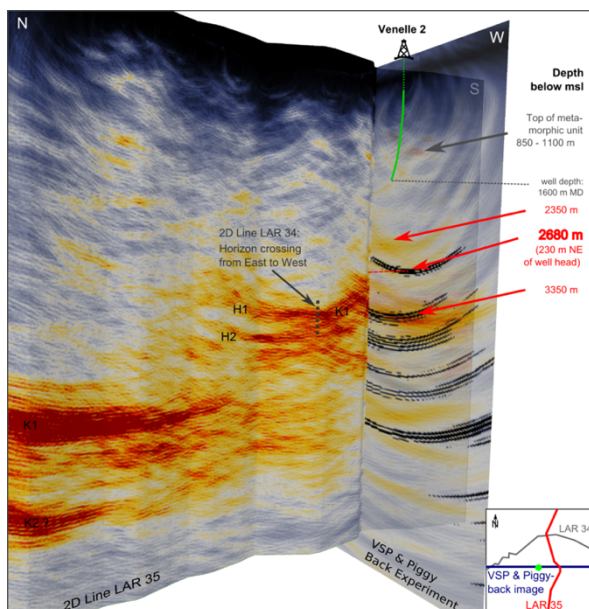 N
Venelle 2
W
Depth
below msl
S
Top of meta-
morphic unit
850 - 1100 m
well depth:
1600 m MD
2350 m
2D Line LAR 34:
Horizon crossing
from East to West
2680 m
(230 m NE
of well head)
3350 m
H1
K1
H2
K1
K2 ?
2D Line LAR 35
VSP & Piggy
Back Experiment
N
LAR 34
VSP & Piggy-
back image
LAR 35